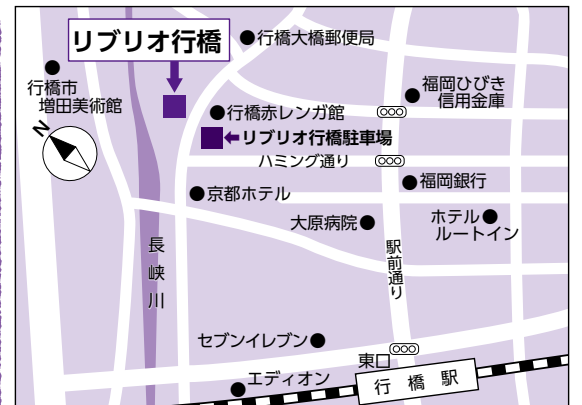 リブリオ行橋
行橋大橋郵便局
行橋市
増田美術館
福岡ひびき
信用金庫
行橋赤レンガ館
リブリオ行橋駐車場
N
ハミング通り
福岡銀行
京都ホテル
大原病院
ホテル
ルートイン
長峡川
駅前通り
セブンイレブン
東口
エディオン
行橋駅